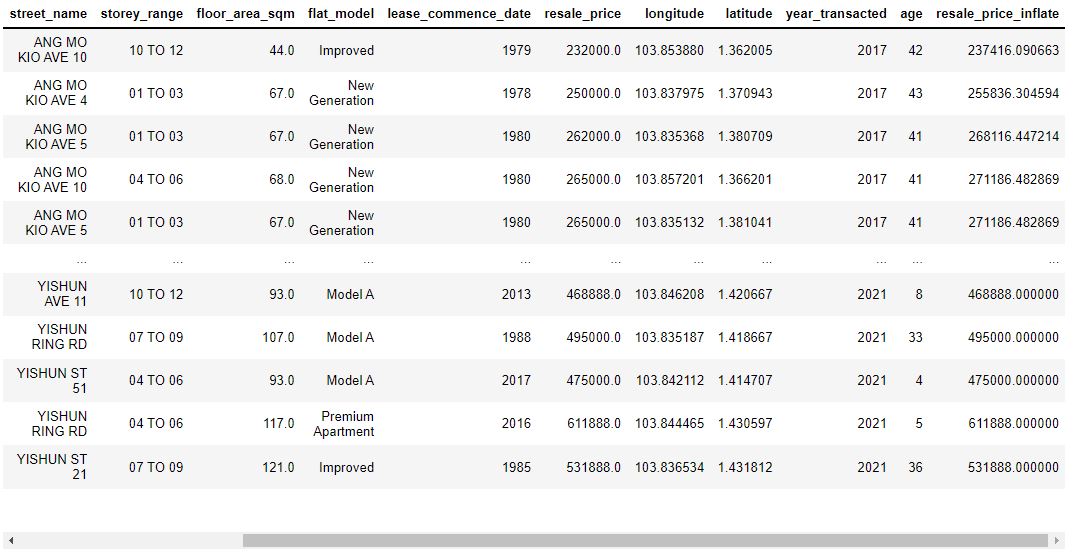 street_name storey_range floor_area_sqm flat_model lease_commence_date resale_price longitude latitude year_transacted age resale_price_inflate
ANG MO KIO AVE 10 10 TO 12 44.0 Improved 1979 232000.0 103.853880 1.362005 2017 42 237416.090663
ANG MO KIO AVE 4 01 TO 03 67.0 New Generation 1978 250000.0 103.837975 1.370943 2017 43 255836.304594
ANG MO KIO AVE 5 01 TO 03 67.0 New Generation 1980 262000.0 103.835368 1.380709 2017 41 268116.447214
ANG MO KIO AVE 10 04 TO 06 68.0 New Generation 1980 265000.0 103.857201 1.366201 2017 41 271186.482869
ANG MO KIO AVE 5 01 TO 03 67.0 New Generation 1980 265000.0 103.835132 1.381041 2017 41 271186.482869
... ... ... ... ... ... ... ... ... ... ...
YISHUN AVE 11 10 TO 12 93.0 Model A 2013 468888.0 103.846208 1.420667 2021 8 468888.000000
YISHUN RING RD 07 TO 09 107.0 Model A 1988 495000.0 103.835187 1.418667 2021 33 495000.000000
YISHUN ST 51 04 TO 06 93.0 Model A 2017 475000.0 103.842112 1.414707 2021 4 475000.000000
YISHUN RING RD 04 TO 06 117.0 Premium Apartment 2016 611888.0 103.844465 1.430597 2021 5 611888.000000
YISHUN ST 21 07 TO 09 121.0 Improved 1985 531888.0 103.836534 1.431812 2021 36 531888.000000